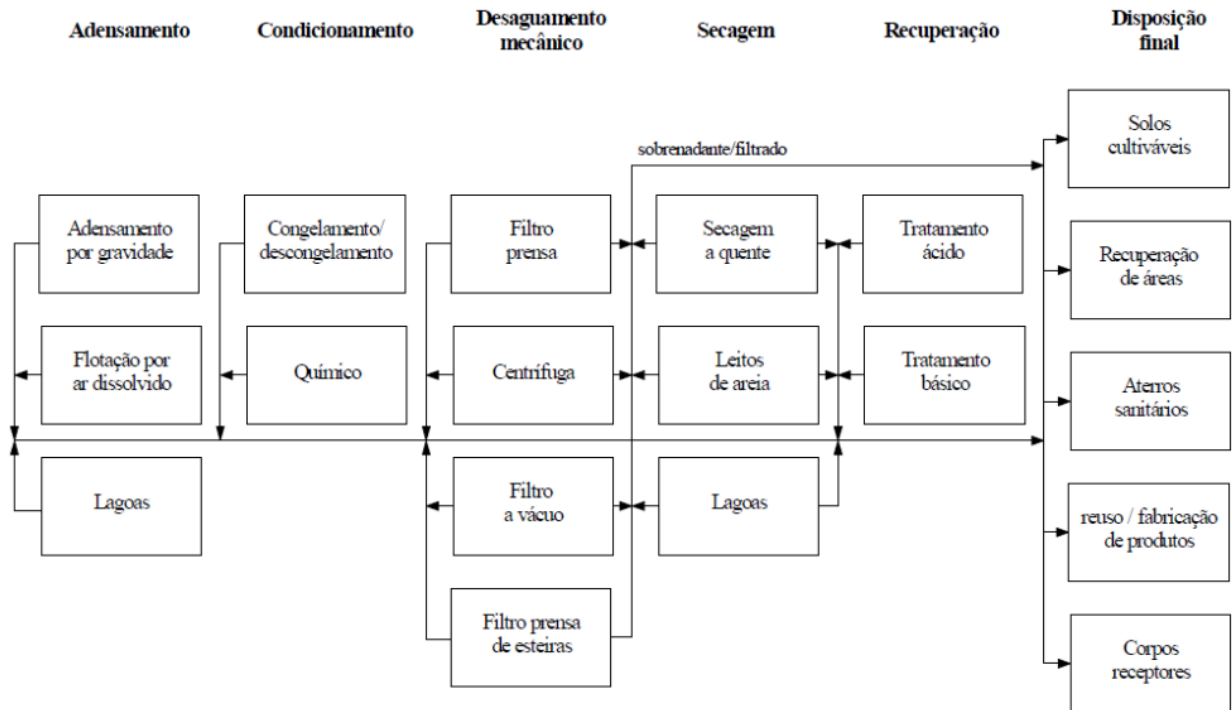 Adensamento
Condicionamento
Desaguamento
mecânico
Secagem
Recuperação
Disposição
final
sobrenadante/filtrado
Adensamento
por gravidade
Flotação por
ar dissolvido
Lagoas
Congelamento/
descongelamento
Químico
Filtro
prensa
Centrífuga
Filtro
a vácuo
Filtro prensa
de esteiras
Secagem
a quente
Leitos
de areia
Lagoas
Tratamento
ácido
Tratamento
básico
Solos
cultiváveis
Recuperação
de áreas
Aterros
sanitários
reuso / fabricação
de produtos
Corpos
receptores